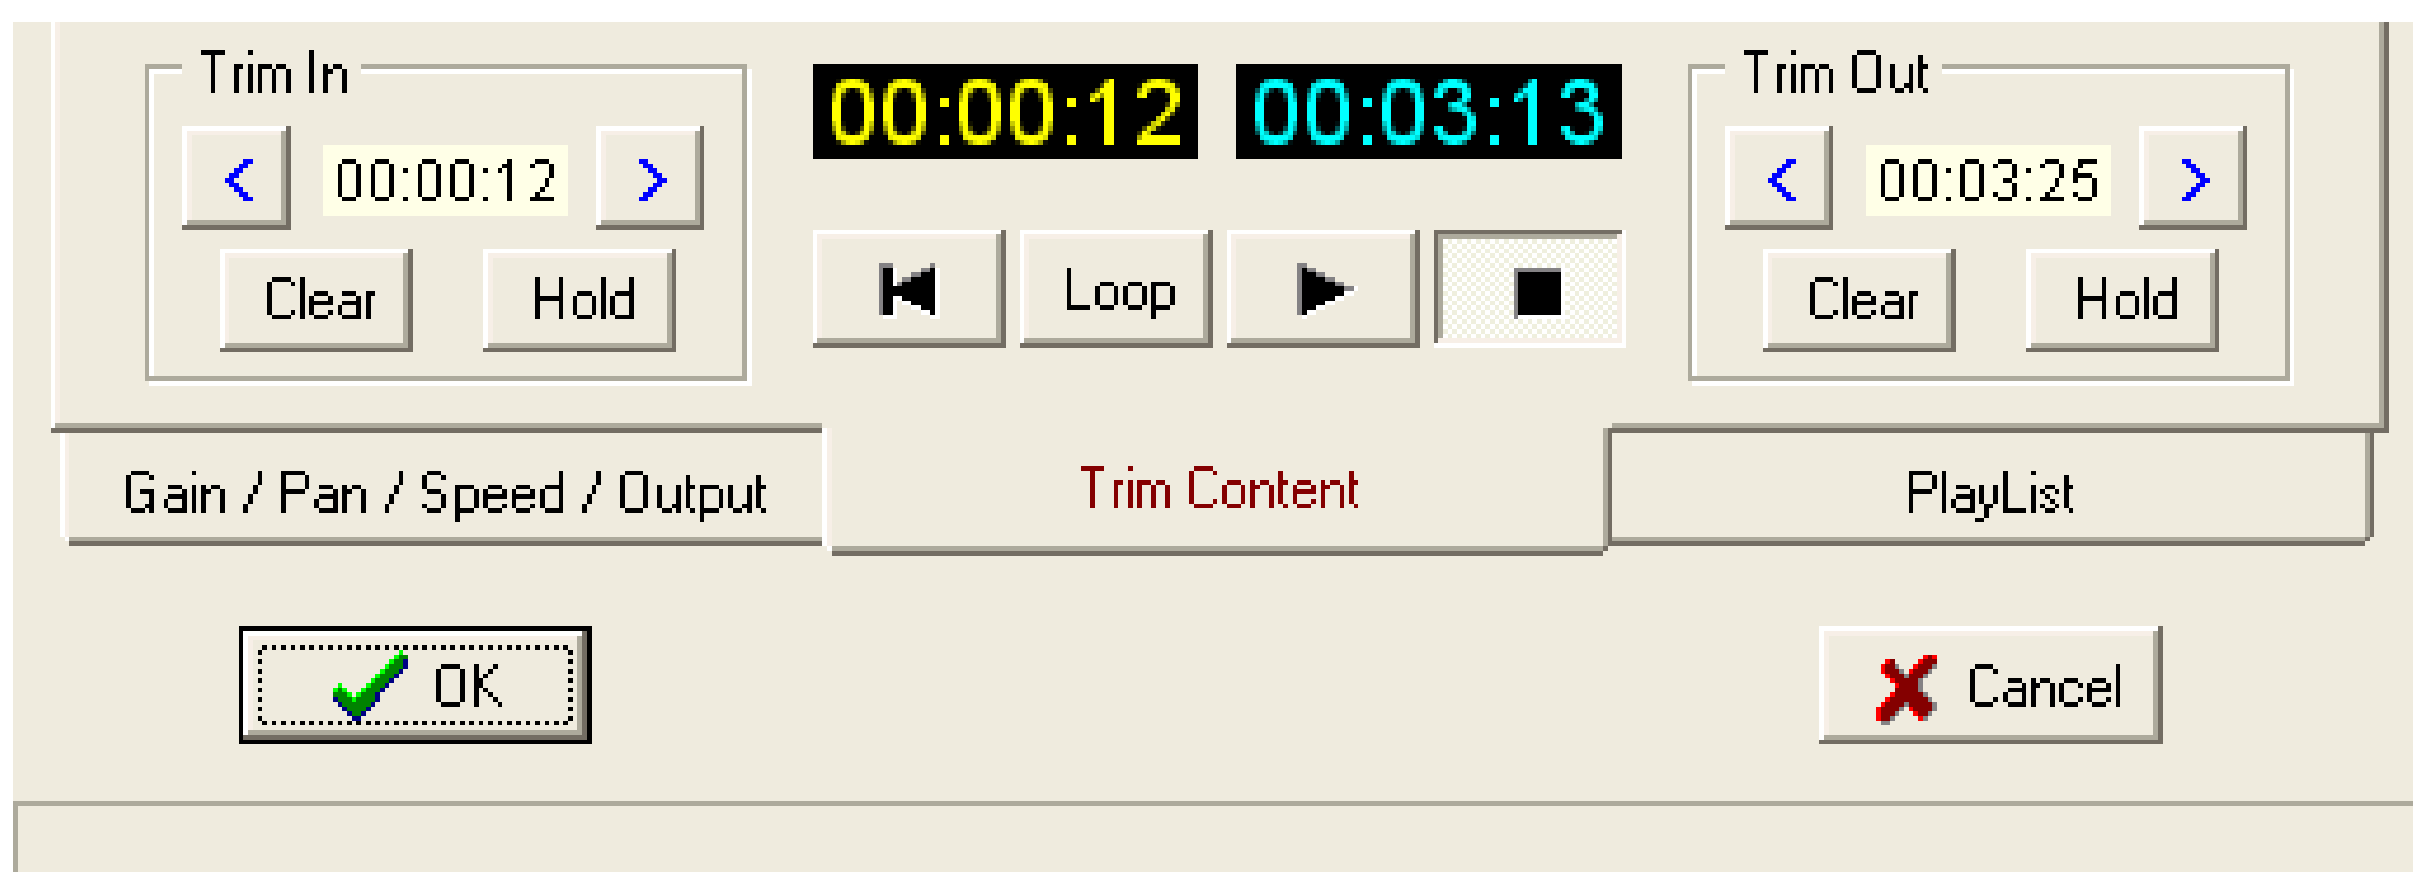 Trim In
00:00:12 00:03:13
Trim Out
< 00:00:12 >
< 00:03:25 >
Clear Hold
Loop
Clear Hold
Gain / Pan / Speed / Output
Trim Content
PlayList
OK
Cancel